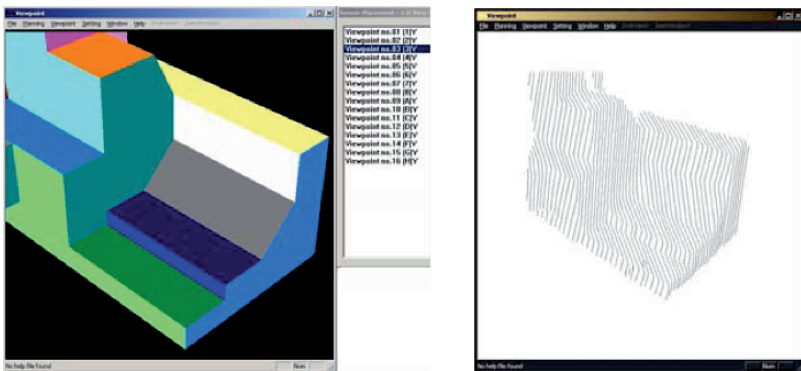 Viewpoint
File Planning Viewpoint Setting Window Help
Viewpoint no.01 [1]Y
Viewpoint no.02 [2]Y
Viewpoint no.03 [3]Y
Viewpoint no.04 [4]Y
Viewpoint no.05 [5]Y
Viewpoint no.06 [6]Y
Viewpoint no.07 [7]Y
Viewpoint no.08 [8]Y
Viewpoint no.09 [A]Y
Viewpoint no.10 [B]Y
Viewpoint no.11 [C]Y
Viewpoint no.12 [D]Y
Viewpoint no.13 [E]Y
Viewpoint no.14 [F]Y
Viewpoint no.15 [G]Y
Viewpoint no.16 [H]Y
No help file found Num
Viewpoint
File Planning Viewpoint Setting Window Help
No help file found Num